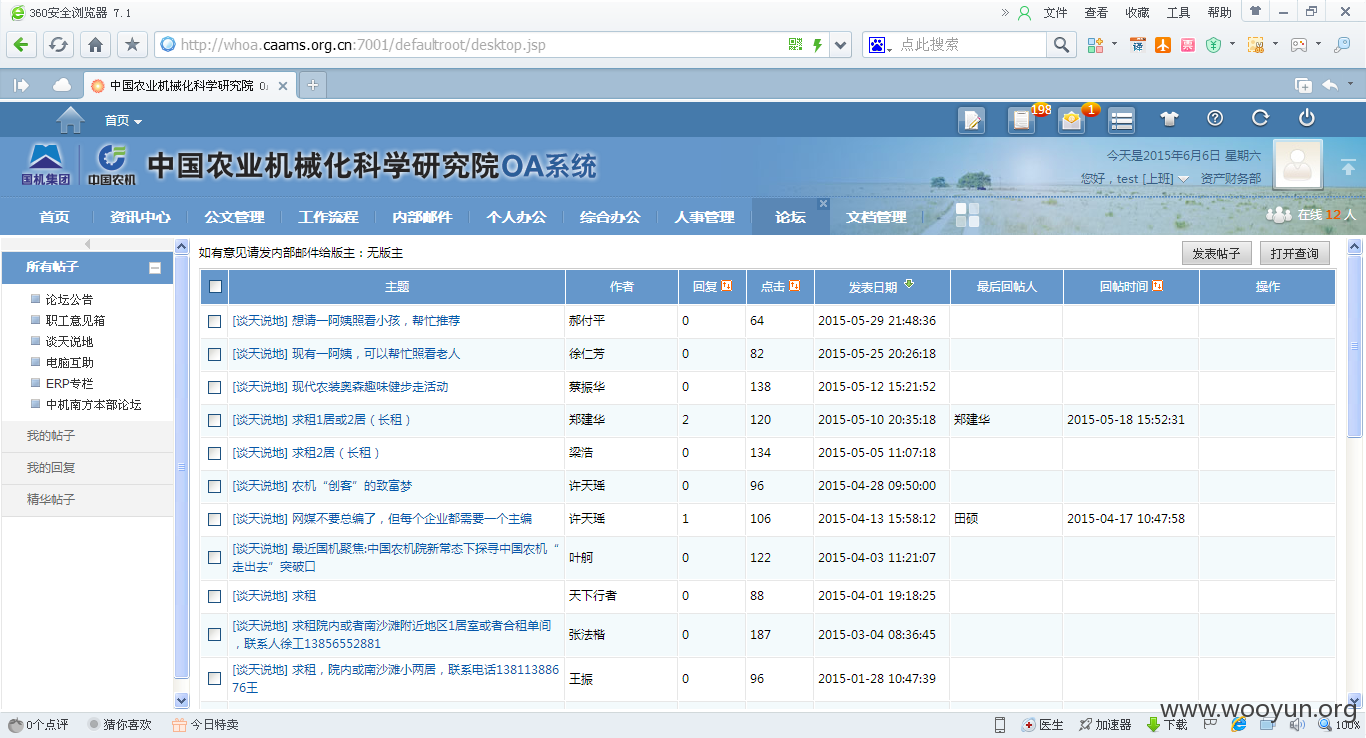 360安全浏览器 7.1
文件 查看 收藏 工具 帮助
http://whoa.caams.org.cn:7001/defaultroot/desktop.jsp
点此搜索
译
票
中国农业机械化科学研究院
首页
198
1
国机集团
中国农机
中国农业机械化科学研究院OA系统
今天是2015年6月6日 星期六
您好，test [上班] 资产财务部
首页 资讯中心 公文管理 工作流程 内部邮件 个人办公 综合办公 人事管理 论坛 文档管理
在线 12 人
如有意见请发内部邮件给版主：无版主
发表帖子 打开查询
所有帖子
论坛公告
职工意见箱
谈天说地
电脑互助
ERP专栏
中机南方本部论坛
我的帖子
我的回复
精华帖子
主题 作者 回复 点击 发表日期 最后回帖人 回帖时间 操作
[谈天说地] 想请一阿姨照看小孩，帮忙推荐 郝付平 0 64 2015-05-29 21:48:36
[谈天说地] 现有一阿姨，可以帮忙照看老人 徐仁芳 0 82 2015-05-25 20:26:18
[谈天说地] 现代农装奥森趣味健步走活动 蔡振华 0 138 2015-05-12 15:21:52
[谈天说地] 求租1居或2居（长租） 郑建华 2 120 2015-05-10 20:35:18 郑建华 2015-05-18 15:52:31
[谈天说地] 求租2居（长租） 梁浩 0 134 2015-05-05 11:07:18
[谈天说地] 农机“创客”的致富梦 许天瑶 0 96 2015-04-28 09:50:00
[谈天说地] 网媒不要总编了，但每个企业都需要一个主编 许天瑶 1 106 2015-04-13 15:58:12 田硕 2015-04-17 10:47:58
[谈天说地] 最近国机聚焦:中国农机院新常态下探寻中国农机“
走出去”突破口 叶舸 0 122 2015-04-03 11:21:07
[谈天说地] 求租 天下行者 0 88 2015-04-01 19:18:25
[谈天说地] 求租院内或者南沙滩附近地区1居室或者合租单间
，联系人徐工13856552881 张法楷 0 187 2015-03-04 08:36:45
[谈天说地] 求租，院内或南沙滩小两居，联系电话138113886
76王 王振 0 96 2015-01-28 10:47:39
www.wooyun.org
0个点评 猜你喜欢 今日特卖
医生 加速器 下载 100%